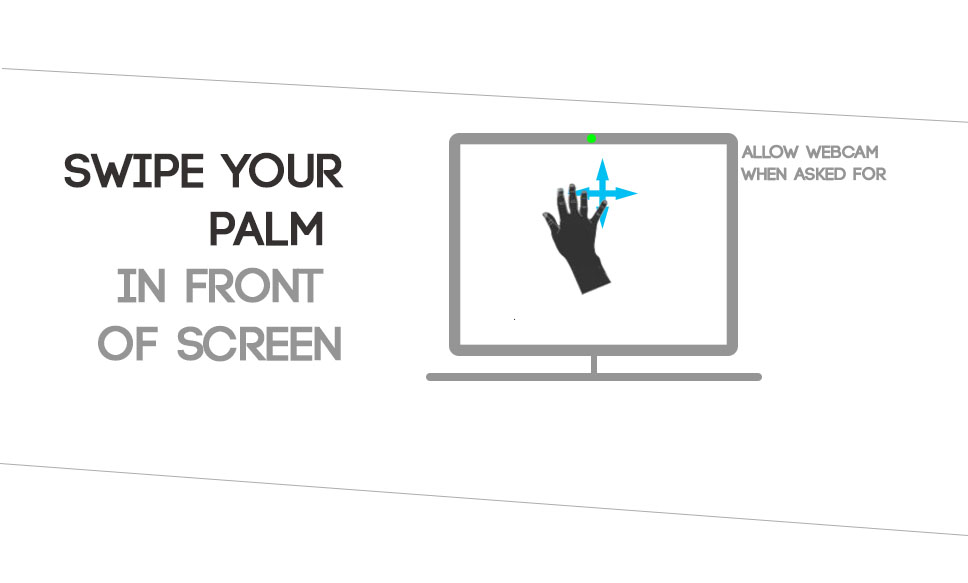 SWIPE YOUR
PALM
IN FRONT
OF SCREEN
ALLOW WEBCAM
WHEN ASKED FOR